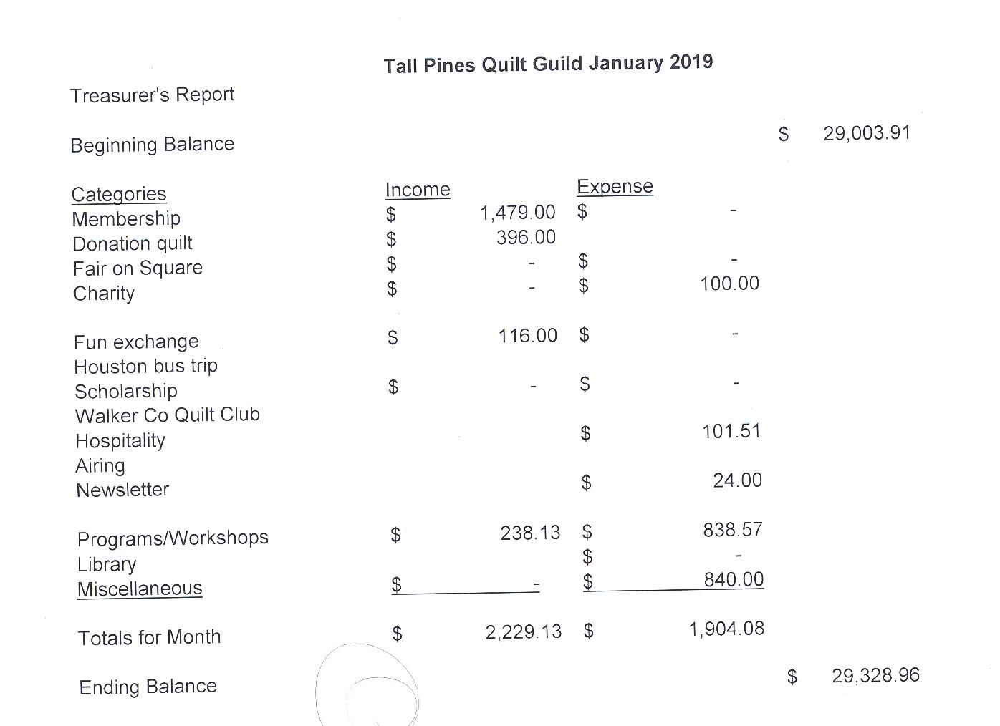 Tall Pines Quilt Guild January 2019
Treasurer's Report
Beginning Balance $ 29,003.91
Categories Income Expense
Membership $ 1,479.00 $ -
Donation quilt $ 396.00
Fair on Square $ - $ -
Charity $ - $ 100.00
Fun exchange $ 116.00 $ -
Houston bus trip
Scholarship $ - $ -
Walker Co Quilt Club
Hospitality $ 101.51
Airing
Newsletter $ 24.00
Programs/Workshops $ 238.13 $ 838.57
Library $ -
Miscellaneous $ - $ 840.00
Totals for Month $ 2,229.13 $ 1,904.08
Ending Balance $ 29,328.96